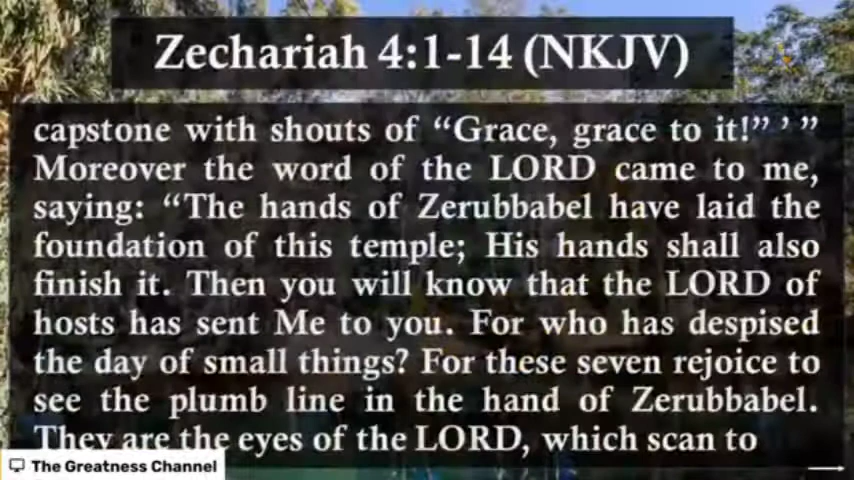 Zechariah 4:1-14 (NKJV)
capstone with shouts of “Grace, grace to it!” ’ ”
Moreover the word of the LORD came to me,
saying: “The hands of Zerubbabel have laid the
foundation of this temple; His hands shall also
finish it. Then you will know that the LORD of
hosts has sent Me to you. For who has despised
the day of small things? For these seven rejoice to
see the plumb line in the hand of Zerubbabel.
They are the eyes of the LORD, which scan to
The Greatness Channel